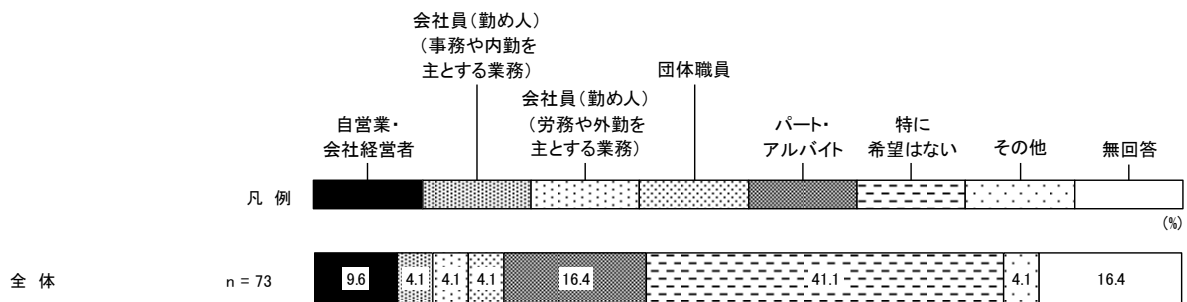 会社員（勤め人）
（事務や内勤を
主とする業務）
団体職員
会社員（勤め人）
（労務や外勤を
主とする業務）
自営業・
会社経営者
パート・
アルバイト
特に
希望はない
その他
無回答
凡 例
(%)
全 体
n = 73
9.6
4.1
4.1
4.1
16.4
41.1
4.1
16.4